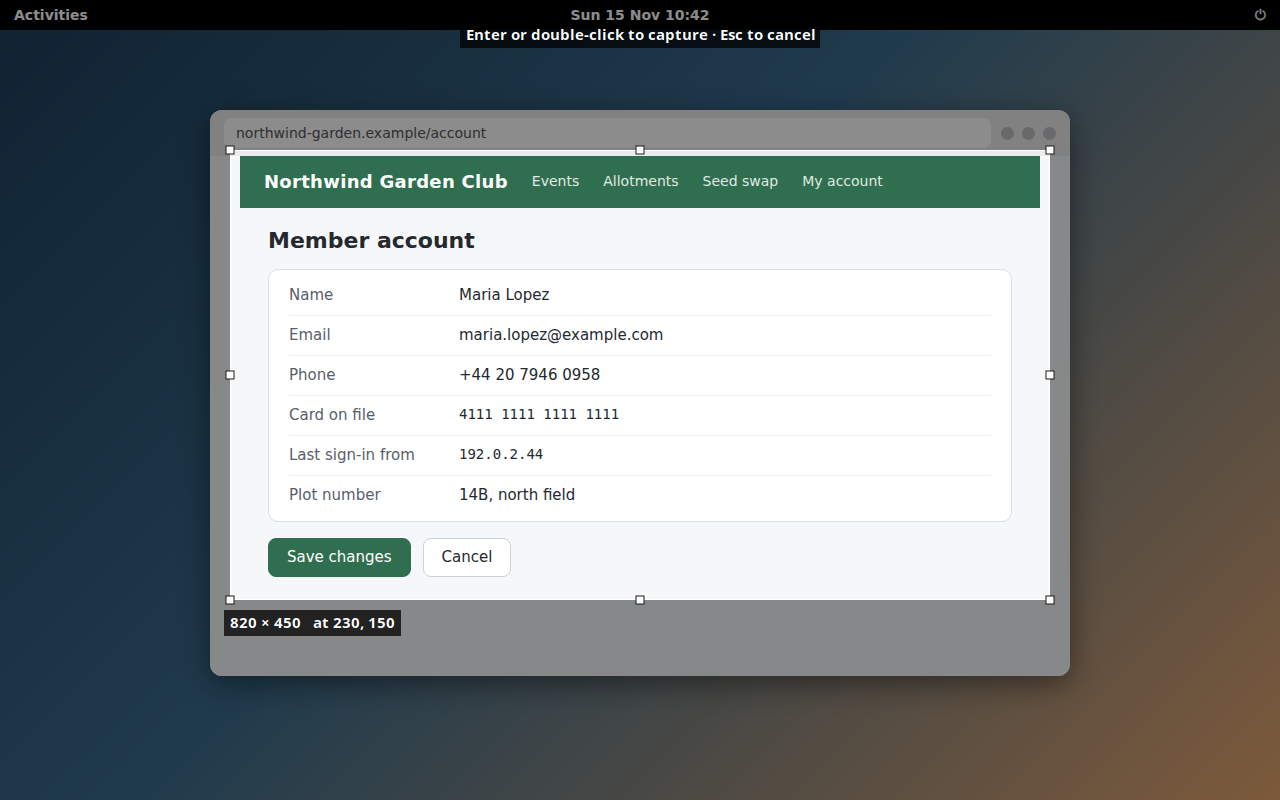 Activities
Sun 15 Nov 10:42
Enter or double-click to capture · Esc to cancel
northwind-garden.example/account
Northwind Garden Club Events Allotments Seed swap My account
Member account
Name Maria Lopez
Email maria.lopez@example.com
Phone +44 20 7946 0958
Card on file 4111 1111 1111 1111
Last sign-in from 192.0.2.44
Plot number 14B, north field
Save changes Cancel
820 × 450 at 230, 150